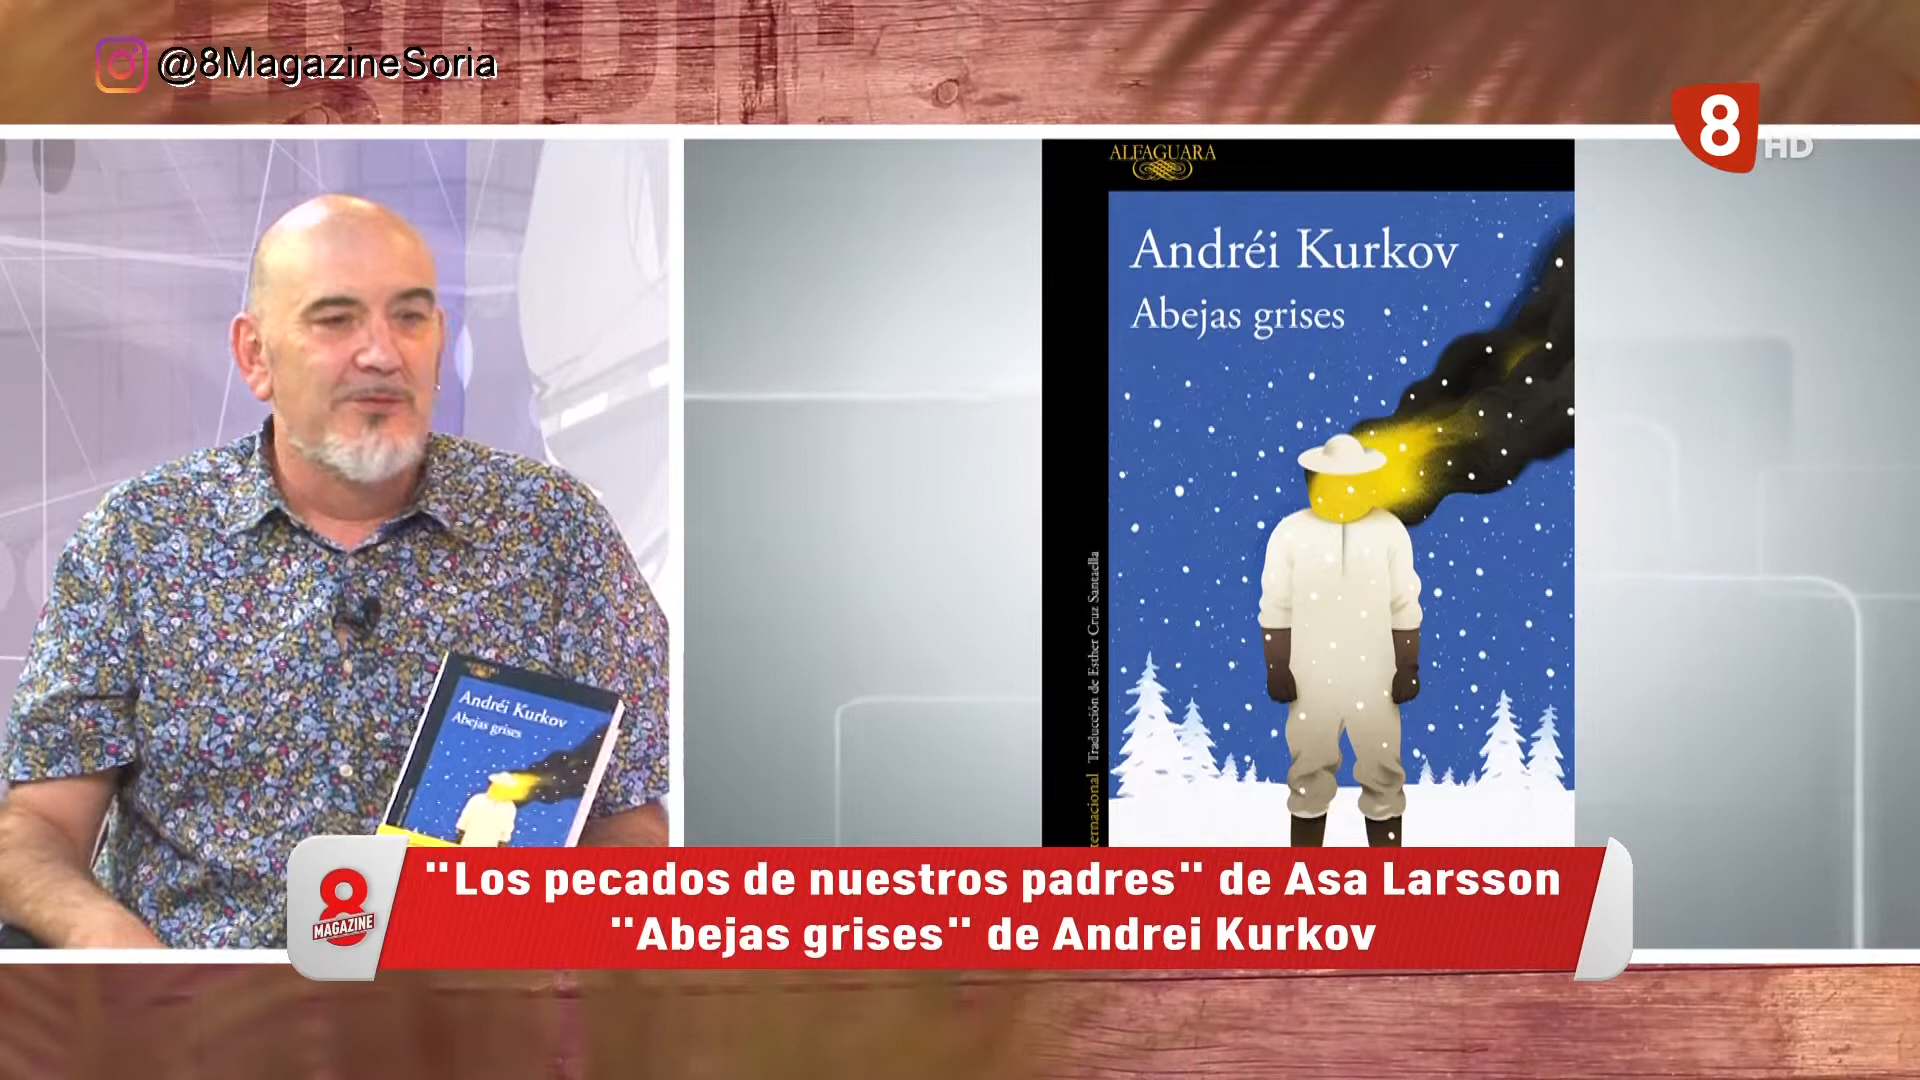 @8MagazineSoria
8 HD
ALFAGUARA
Andréi Kurkov
Abejas grises
Traducción de Esther Cruz Santaella
ternacional
Andréi Kurkov
Abejas grises
8
MAGAZINE
"Los pecados de nuestros padres" de Asa Larsson
"Abejas grises" de Andrei Kurkov